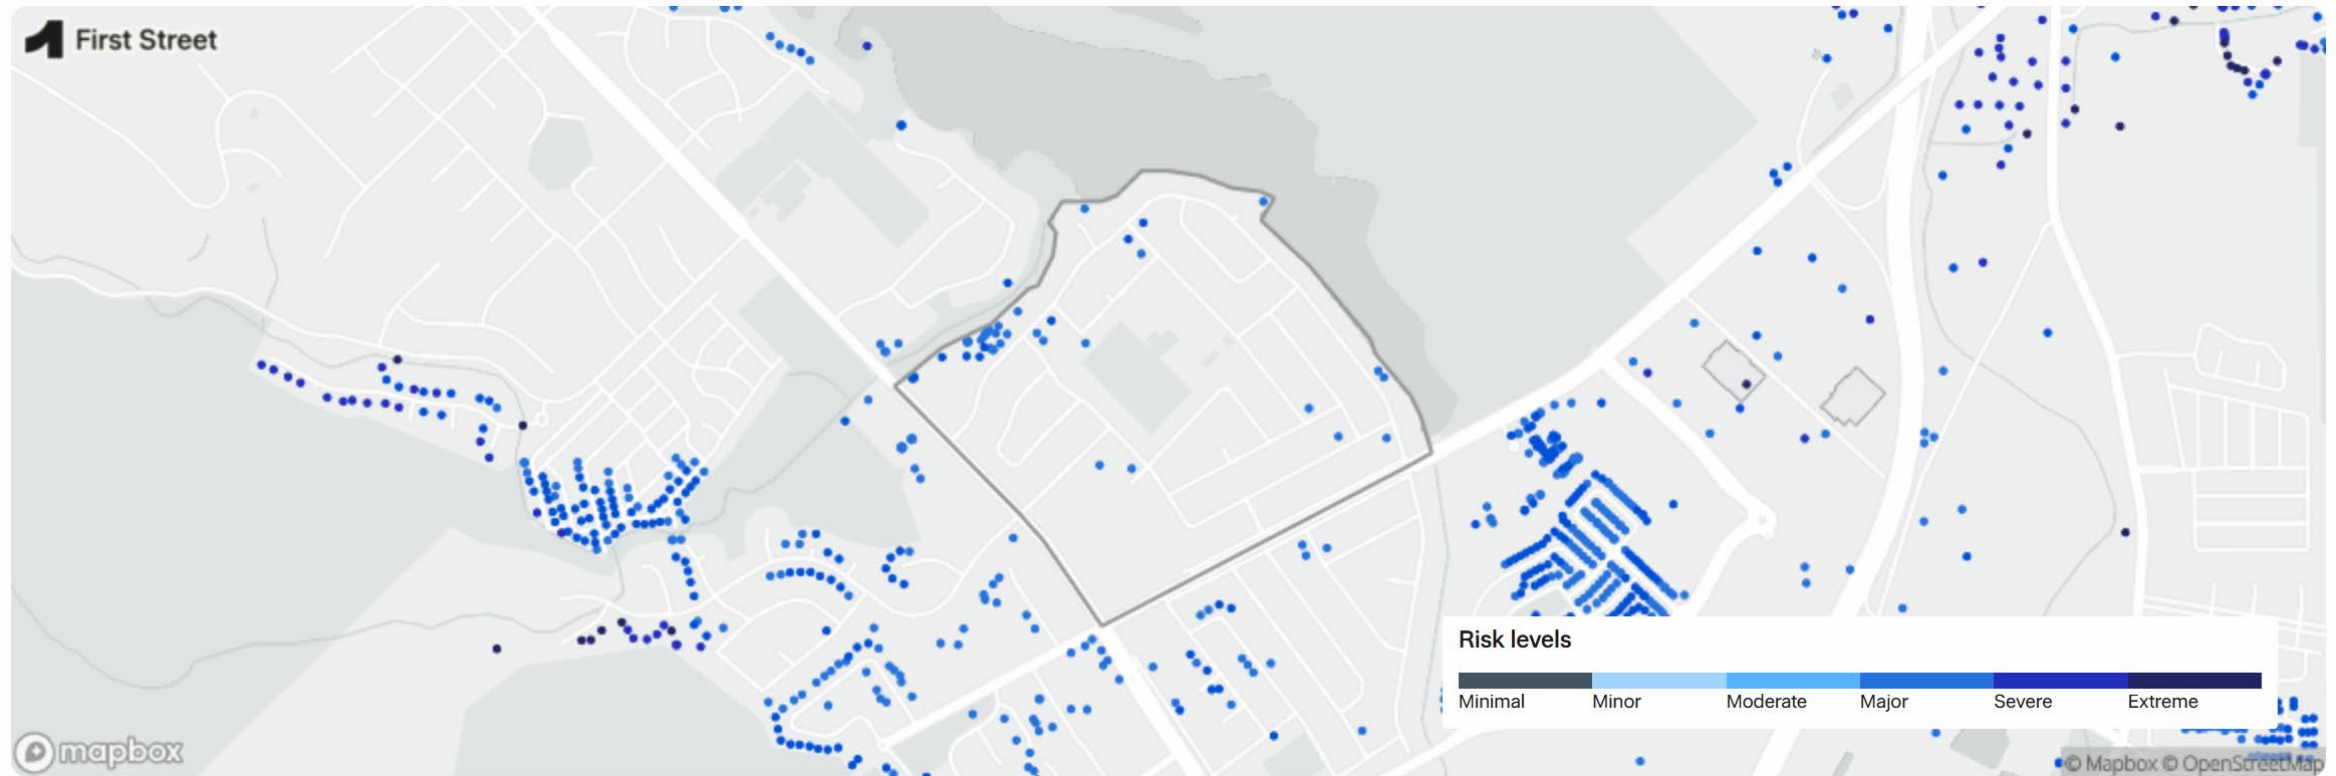 First Street
Risk levels
Minimal Minor Moderate Major Severe Extreme
mapbox
© Mapbox © OpenStreetMap